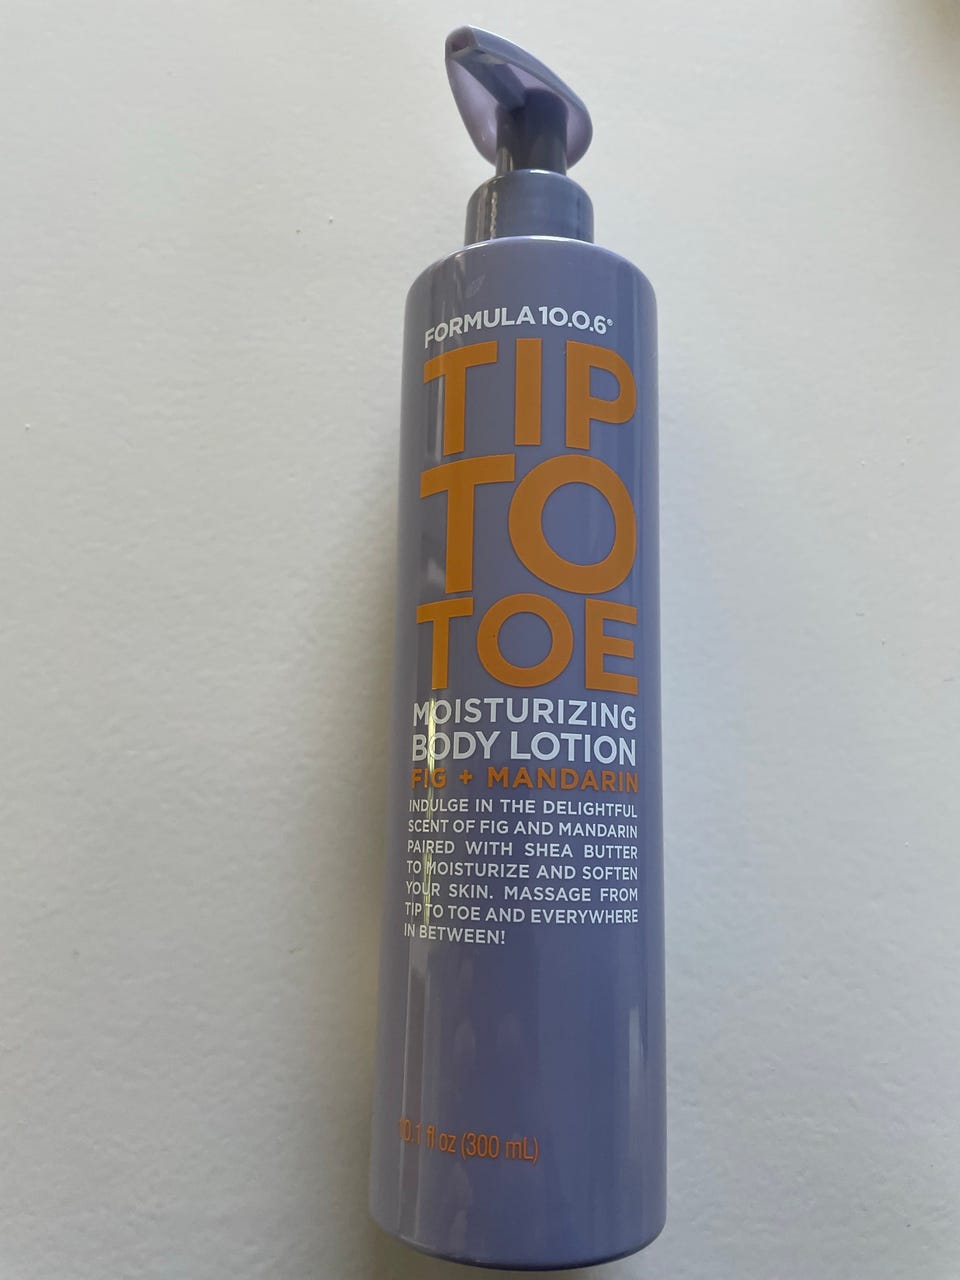 FORMULA 10.0.6®
TIP
TO
TOE
MOISTURIZING
BODY LOTION
FIG + MANDARIN
INDULGE IN THE DELIGHTFUL
SCENT OF FIG AND MANDARIN
PAIRED WITH SHEA BUTTER
TO MOISTURIZE AND SOFTEN
YOUR SKIN. MASSAGE FROM
TIP TO TOE AND EVERYWHERE
IN BETWEEN!
10.1 fl oz (300 mL)